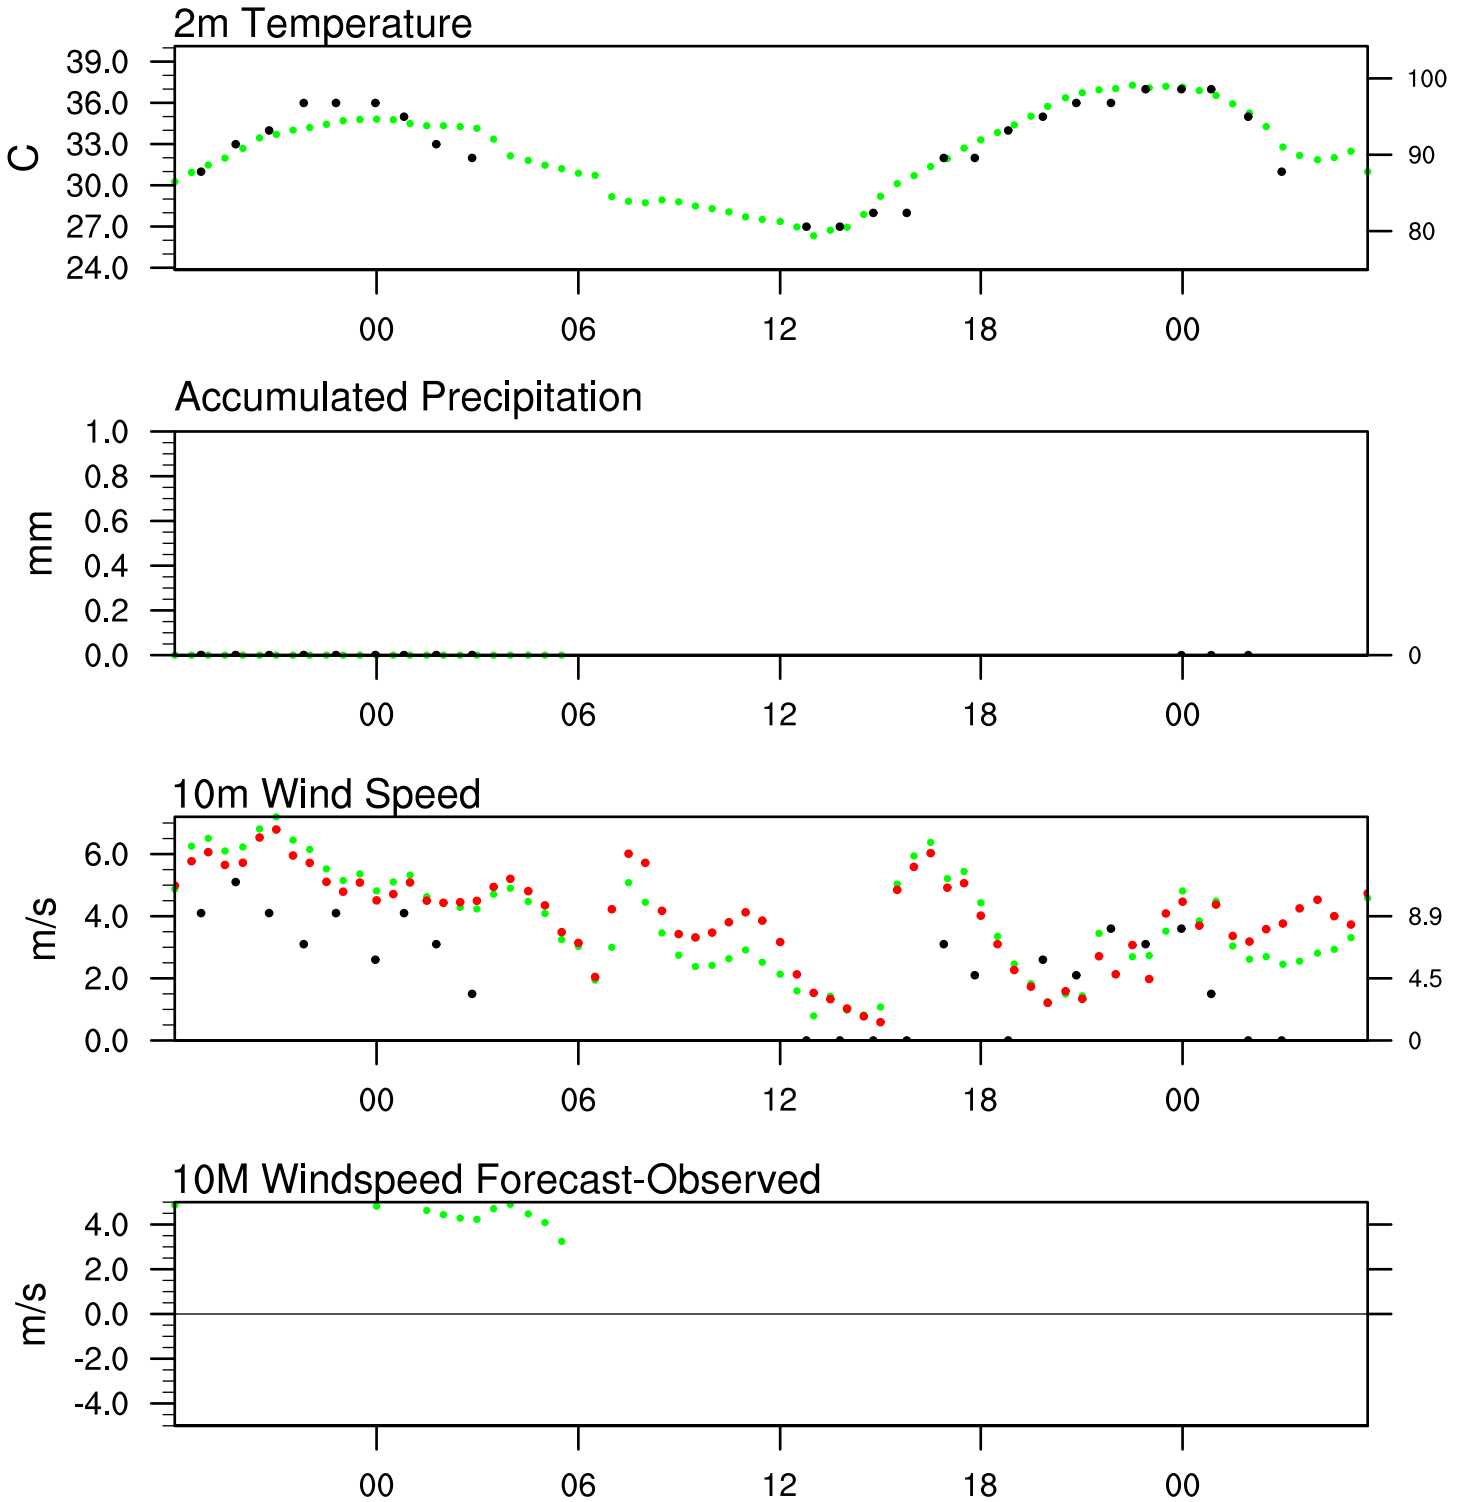 2m Temperature
39.0
36.0
33.0
30.0
27.0
24.0
C
100
90
80
00 06 12 18 00
Accumulated Precipitation
1.0
0.8
0.6
0.4
0.2
0.0
mm
0
00 06 12 18 00
10m Wind Speed
6.0
4.0
2.0
0.0
m/s
8.9
4.5
0
00 06 12 18 00
10M Windspeed Forecast-Observed
4.0
2.0
0.0
-2.0
-4.0
m/s
00 06 12 18 00